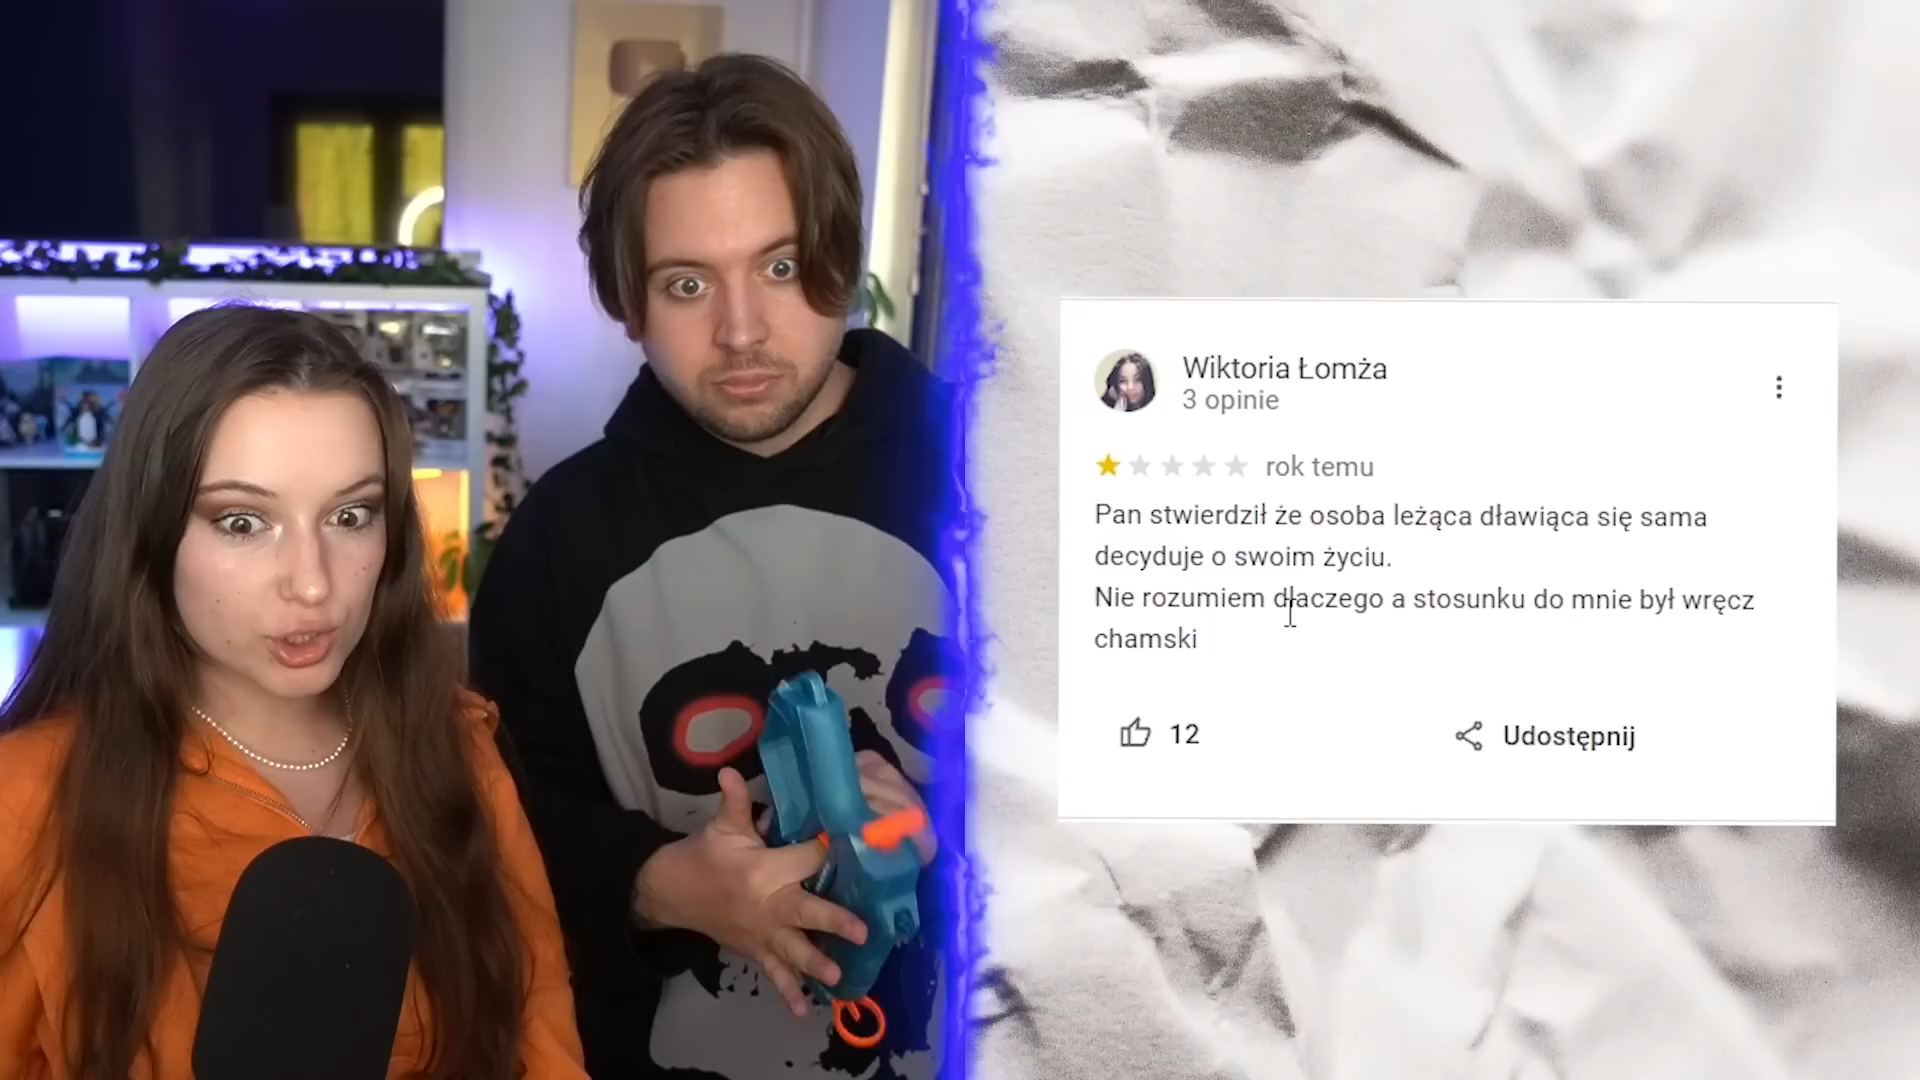 Wiktoria Łomża
3 opinie
rok temu
Pan stwierdził że osoba leżąca dławiąca się sama
decyduje o swoim życiu.
Nie rozumiem dlaczego a stosunku do mnie był wręcz
chamski
12
Udostępnij